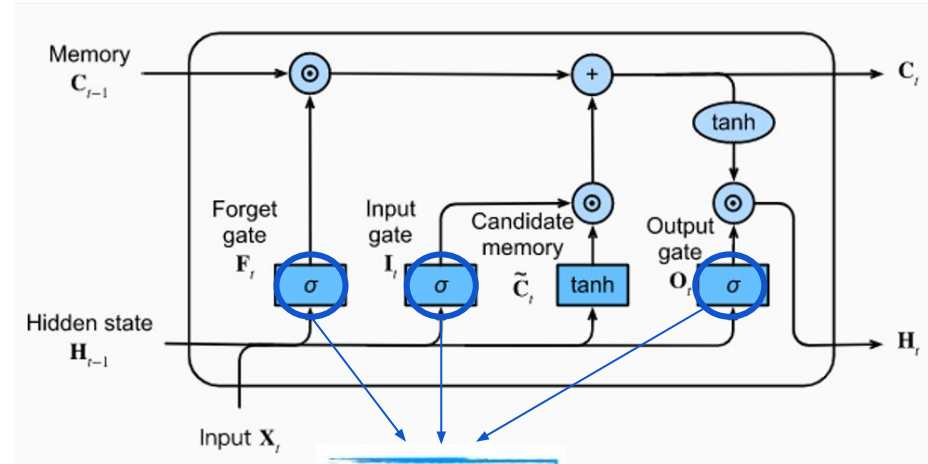 Memory
C_{t-1}
⊙
+
C_t
tanh
⊙
⊙
Forget
gate
F_t
Input
gate
I_t
Candidate
memory
C̃_t
Output
gate
O_t
σ
σ
tanh
σ
Hidden state
H_{t-1}
H_t
Input X_t